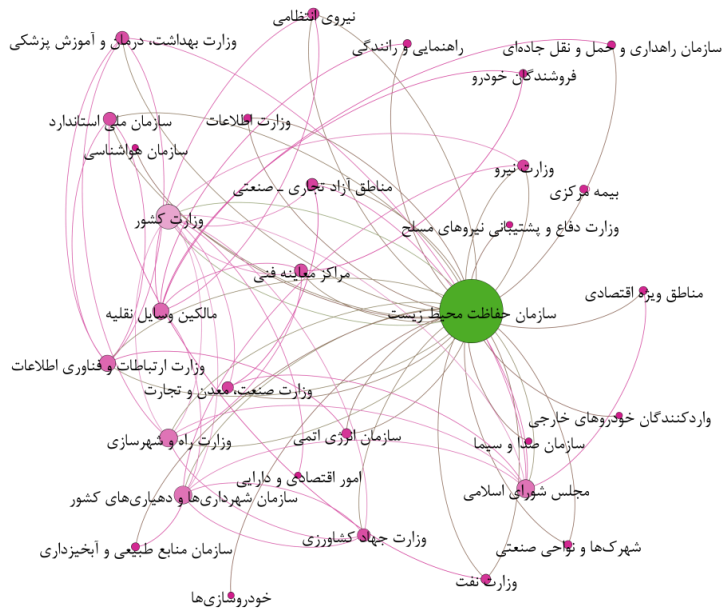 نیروی انتظامی
وزارت بهداشت، درمان و آموزش پزشکی
راهنمایی و رانندگی
سازمان راهداری و حمل و نقل جاده‌ای
فروشندگان خودرو
سازمان ملی استاندارد
وزارت اطلاعات
سازمان هواشناسی
وزارت نیرو
مناطق آزاد تجاری ـ صنعتی
بیمه مرکزی
وزارت کشور
وزارت دفاع و پشتیبانی نیروهای مسلح
مراکز معاینه فنی
مناطق ویژه اقتصادی
مالکین وسایل نقلیه
سازمان حفاظت محیط زیست
وزارت ارتباطات و فناوری اطلاعات
وزارت صنعت، معدن و تجارت
واردکنندگان خودروهای خارجی
وزارت راه و شهرسازی
سازمان انرژی اتمی
سازمان صدا و سیما
امور اقتصادی و دارایی
مجلس شورای اسلامی
سازمان شهرداری‌ها و دهیاری‌های کشور
وزارت جهاد کشاورزی
شهرک‌ها و نواحی صنعتی
سازمان منابع طبیعی و آبخیزداری
وزارت نفت
خودروسازی‌ها